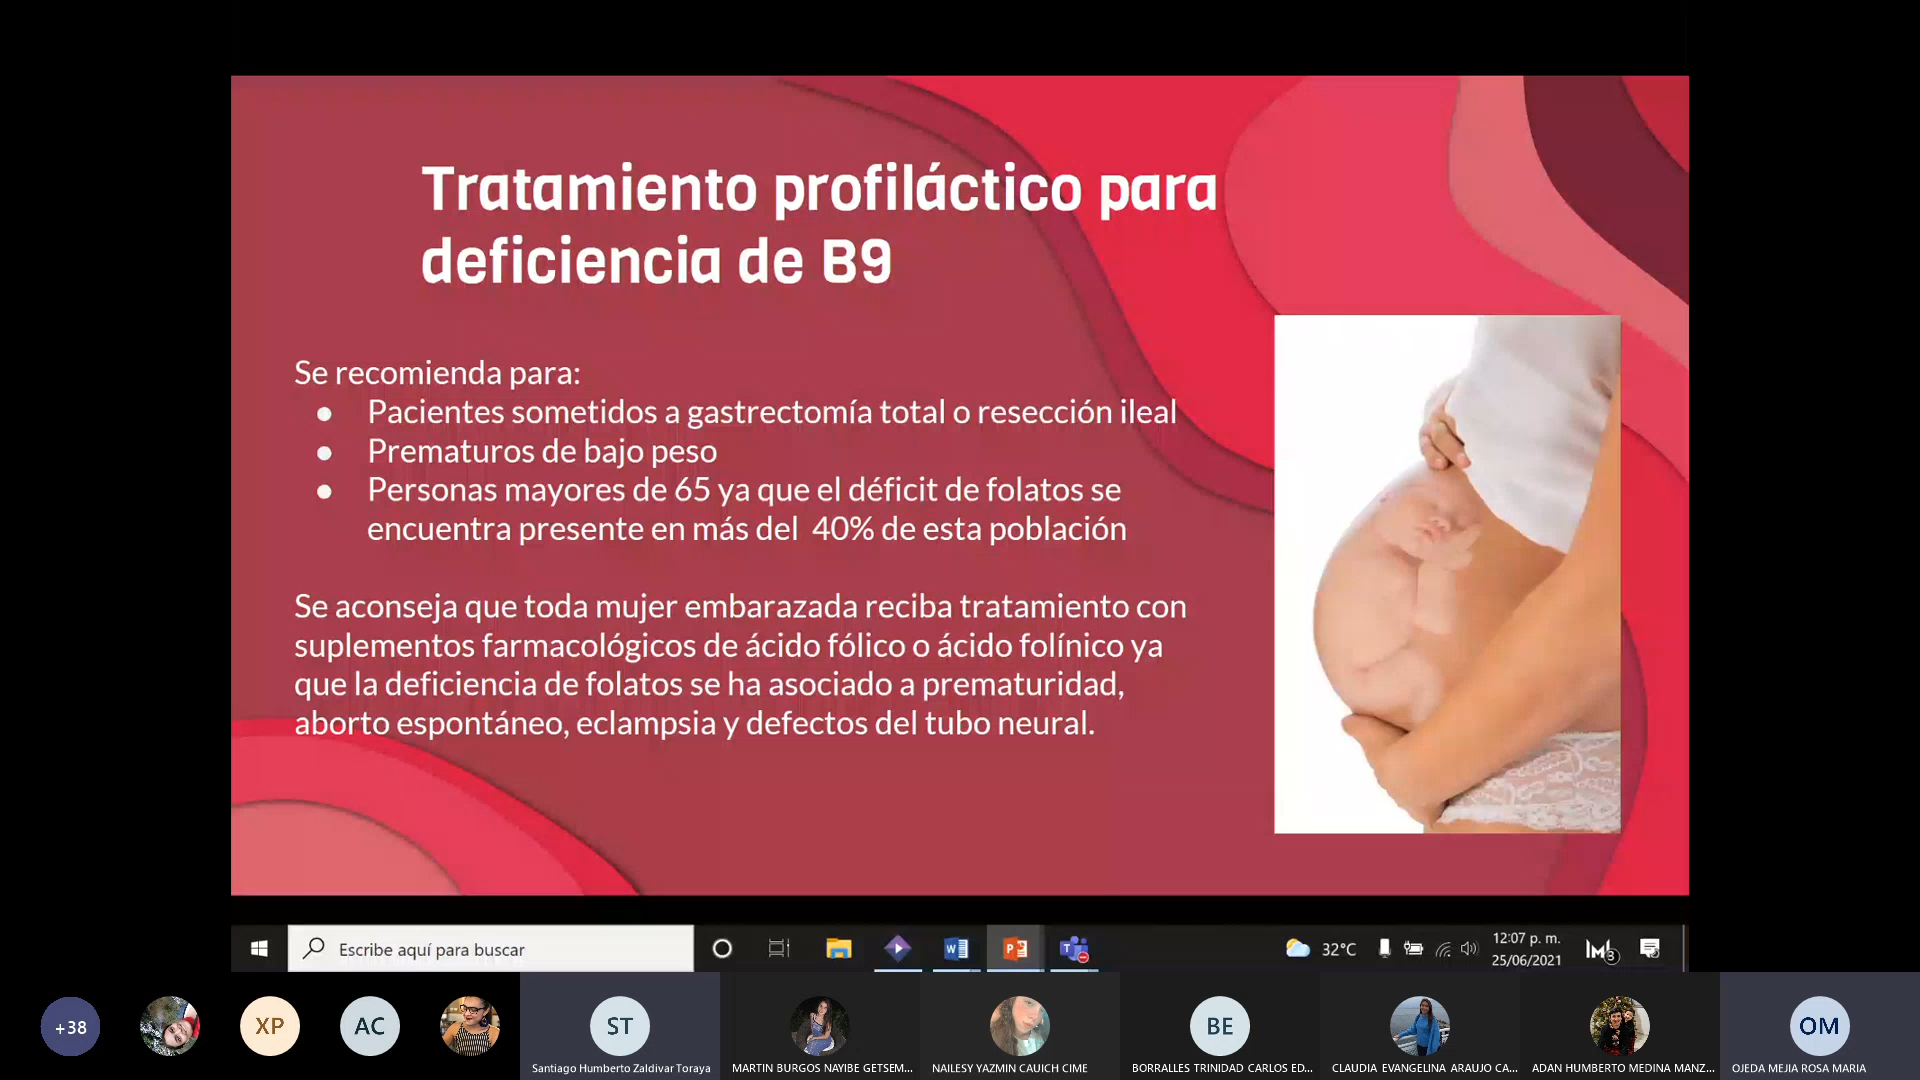 Tratamiento profiláctico para
deficiencia de B9
Se recomienda para:
● Pacientes sometidos a gastrectomía total o resección ileal
● Prematuros de bajo peso
● Personas mayores de 65 ya que el déficit de folatos se
encuentra presente en más del 40% de esta población
Se aconseja que toda mujer embarazada reciba tratamiento con
suplementos farmacológicos de ácido fólico o ácido folínico ya
que la deficiencia de folatos se ha asociado a prematuridad,
aborto espontáneo, eclampsia y defectos del tubo neural.
Escribe aquí para buscar
32°C
12:07 p. m.
25/06/2021
3
+38
XP
AC
ST
BE
OM
Santiago Humberto Zaldivar Toraya
MARTIN BURGOS NAYIBE GETSEM...
NAILESY YAZMIN CAUICH CIME
BORRALLES TRINIDAD CARLOS ED...
CLAUDIA EVANGELINA ARAUJO CA...
ADAN HUMBERTO MEDINA MANZ...
OJEDA MEJIA ROSA MARIA